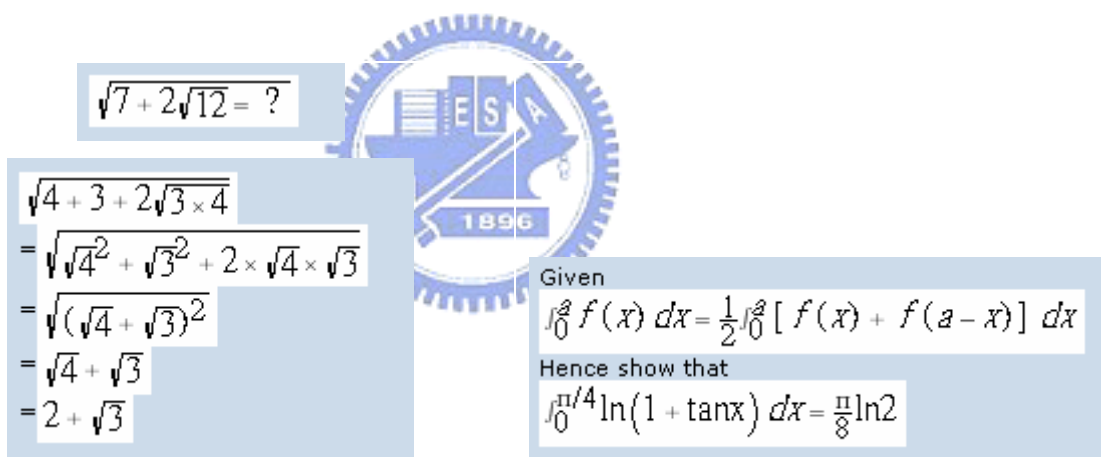 √(7 + 2√12) = ?
√(4 + 3 + 2√(3 × 4))
= √(√4² + √3² + 2 × √4 × √3)
= √((√4 + √3)²)
= √4 + √3
= 2 + √3
E S A
1896
Given
∫₀ᵃ f(x) dx = ½∫₀ᵃ [ f(x) + f(a − x)] dx
Hence show that
∫₀^(π/4) ln(1 + tanx) dx = π/8 ln2